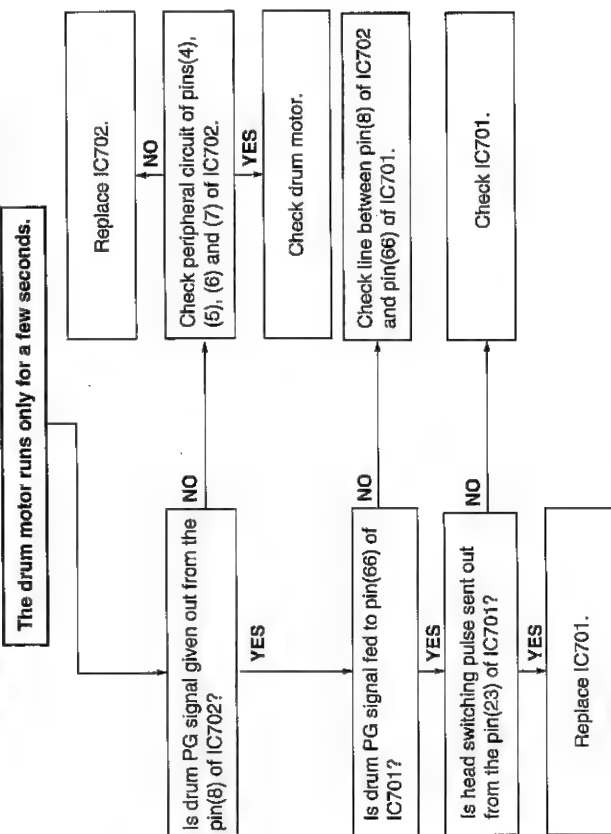 The drum motor runs only for a few seconds.
Is drum PG signal given out from the
pin(8) of IC702?
NO
YES
Replace IC702.
NO
Check peripheral circuit of pins(4),
(5), (6) and (7) of IC702.
YES
Check drum motor.
Is drum PG signal fed to pin(66) of
IC701?
NO
YES
Check line between pin(8) of IC702
and pin(66) of IC701.
Is head switching pulse sent out
from the pin(23) of IC701?
NO
YES
Check IC701.
Replace IC701.